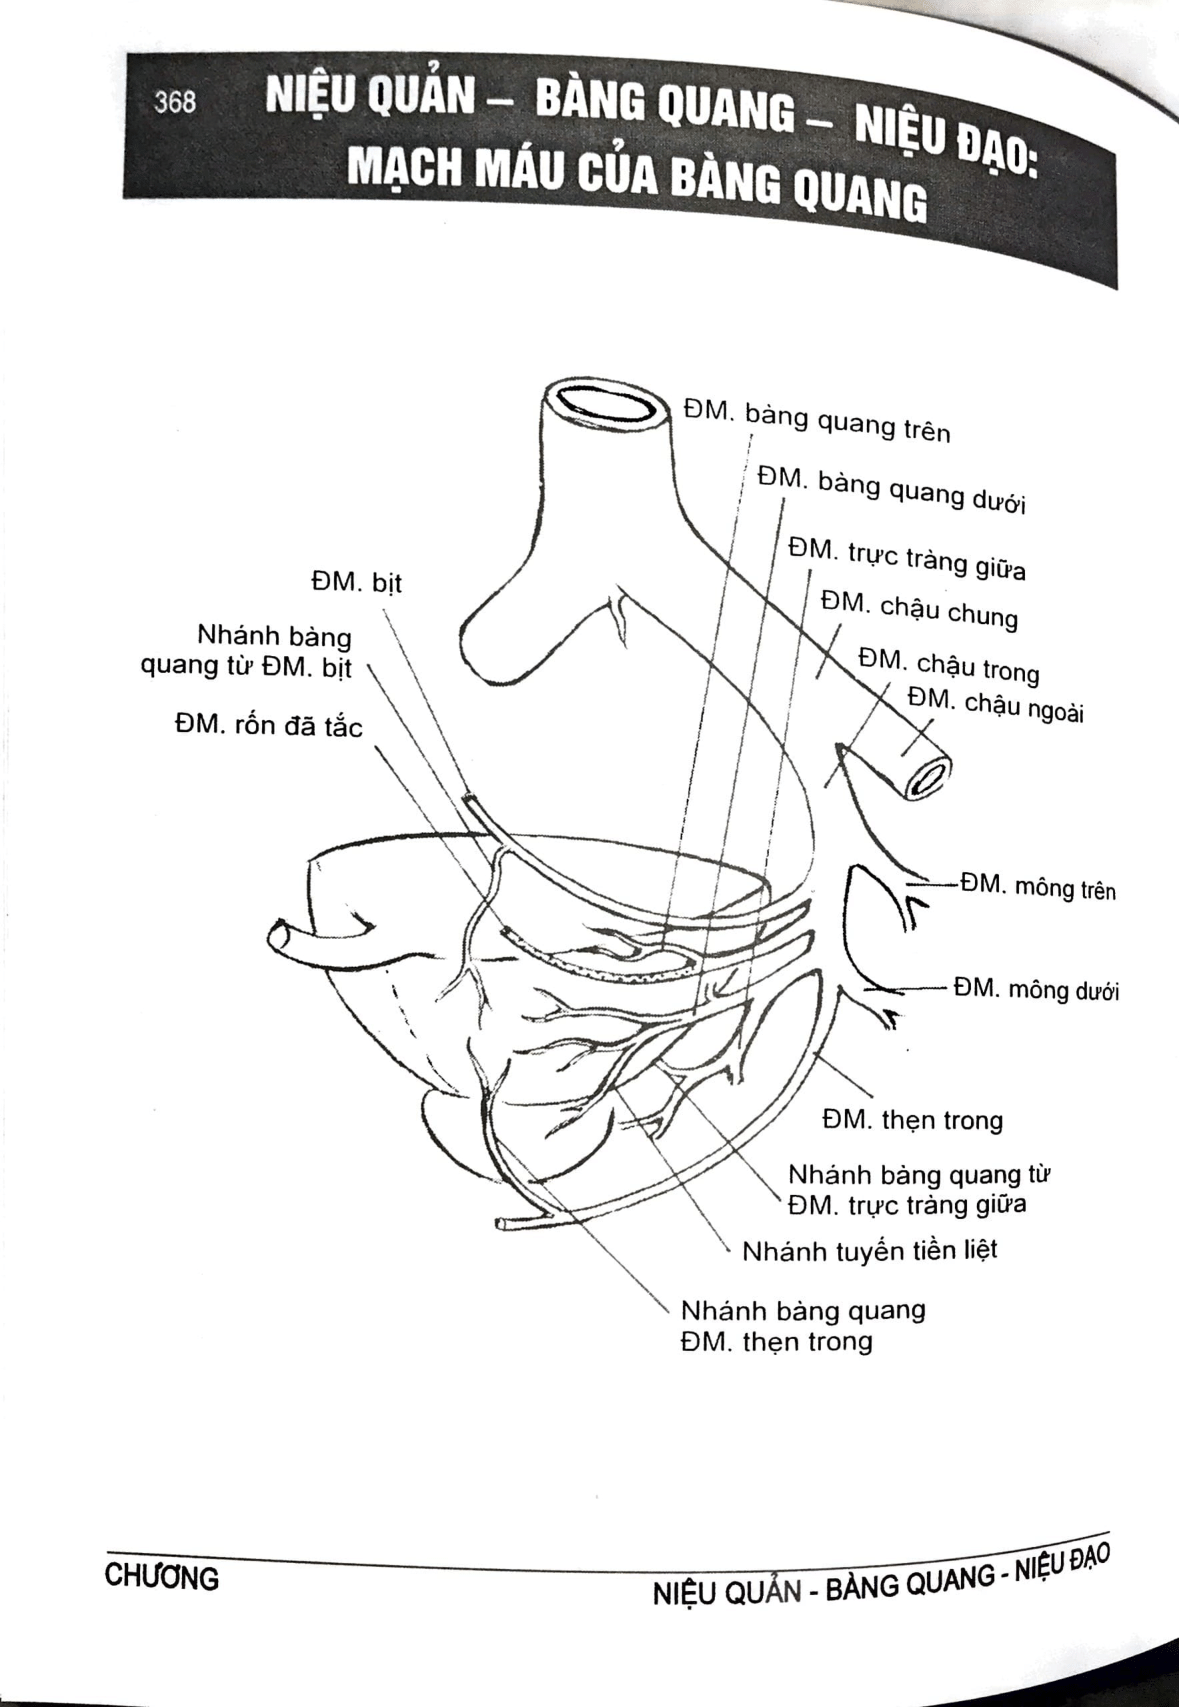 368
NIỆU QUẢN – BÀNG QUANG – NIỆU ĐẠO:
MẠCH MÁU CỦA BÀNG QUANG
ĐM. bàng quang trên
ĐM. bàng quang dưới
ĐM. trực tràng giữa
ĐM. chậu chung
ĐM. chậu trong
ĐM. chậu ngoài
ĐM. bịt
Nhánh bàng
quang từ ĐM. bịt
ĐM. rốn đã tắc
ĐM. mông trên
ĐM. mông dưới
ĐM. thẹn trong
Nhánh bàng quang từ
ĐM. trực tràng giữa
Nhánh tuyến tiền liệt
Nhánh bàng quang
ĐM. thẹn trong
CHƯƠNG
NIỆU QUẢN - BÀNG QUANG - NIỆU ĐẠO